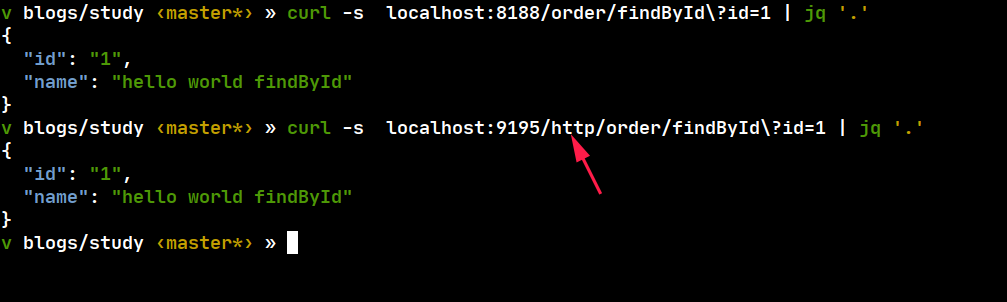 v blogs/study ‹master*› » curl -s  localhost:8188/order/findById\?id=1 | jq '.'
{
  "id": "1",
  "name": "hello world findById"
}
v blogs/study ‹master*› » curl -s  localhost:9195/http/order/findById\?id=1 | jq '.'
{
  "id": "1",
  "name": "hello world findById"
}
v blogs/study ‹master*› »